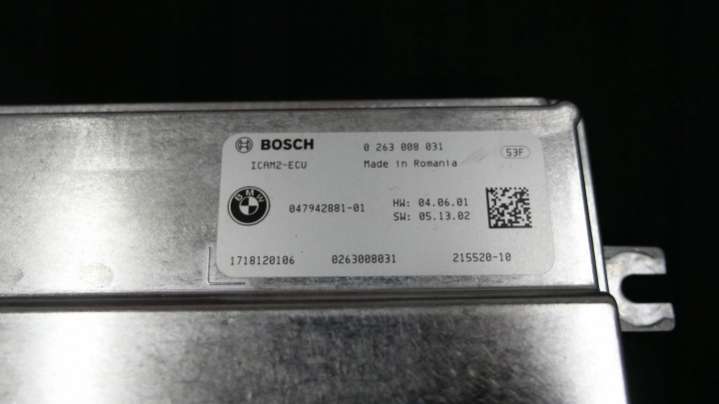 BOSCH 0 263 008 031
ICAM2-ECU Made in Romania 53F
BMW 047942881-01 HW: 04.06.01
SW: 05.13.02
1718120106 0263008031 215520-10